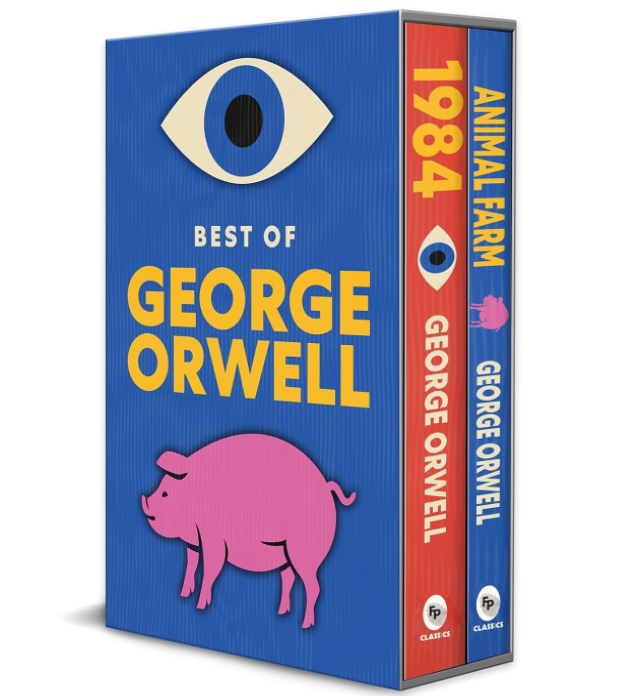 BEST OF
GEORGE
ORWELL
1984
GEORGE ORWELL
FP
CLASSICS
ANIMAL FARM
GEORGE ORWELL
FP
CLASSICS